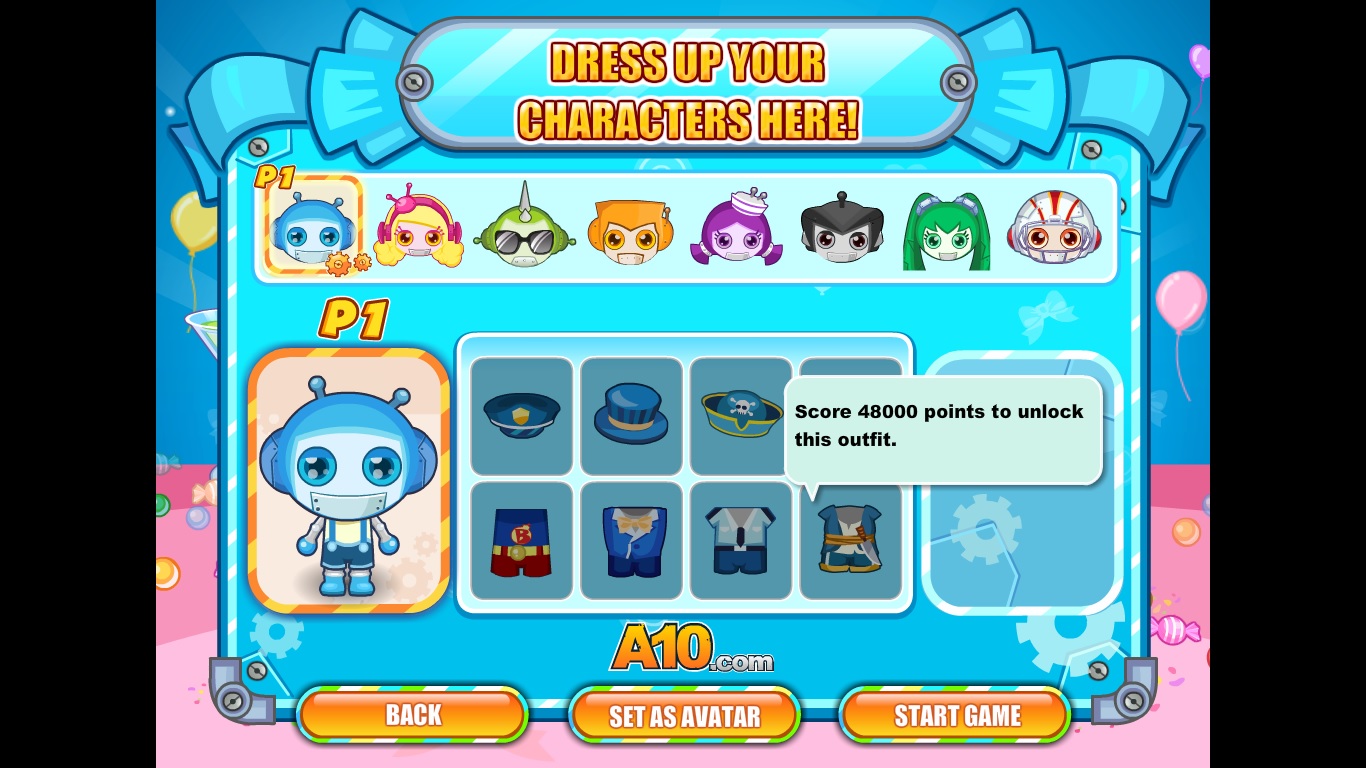 DRESS UP YOUR
CHARACTERS HERE!
P1
P1
Score 48000 points to unlock
this outfit.
B
A10.com
BACK
SET AS AVATAR
START GAME